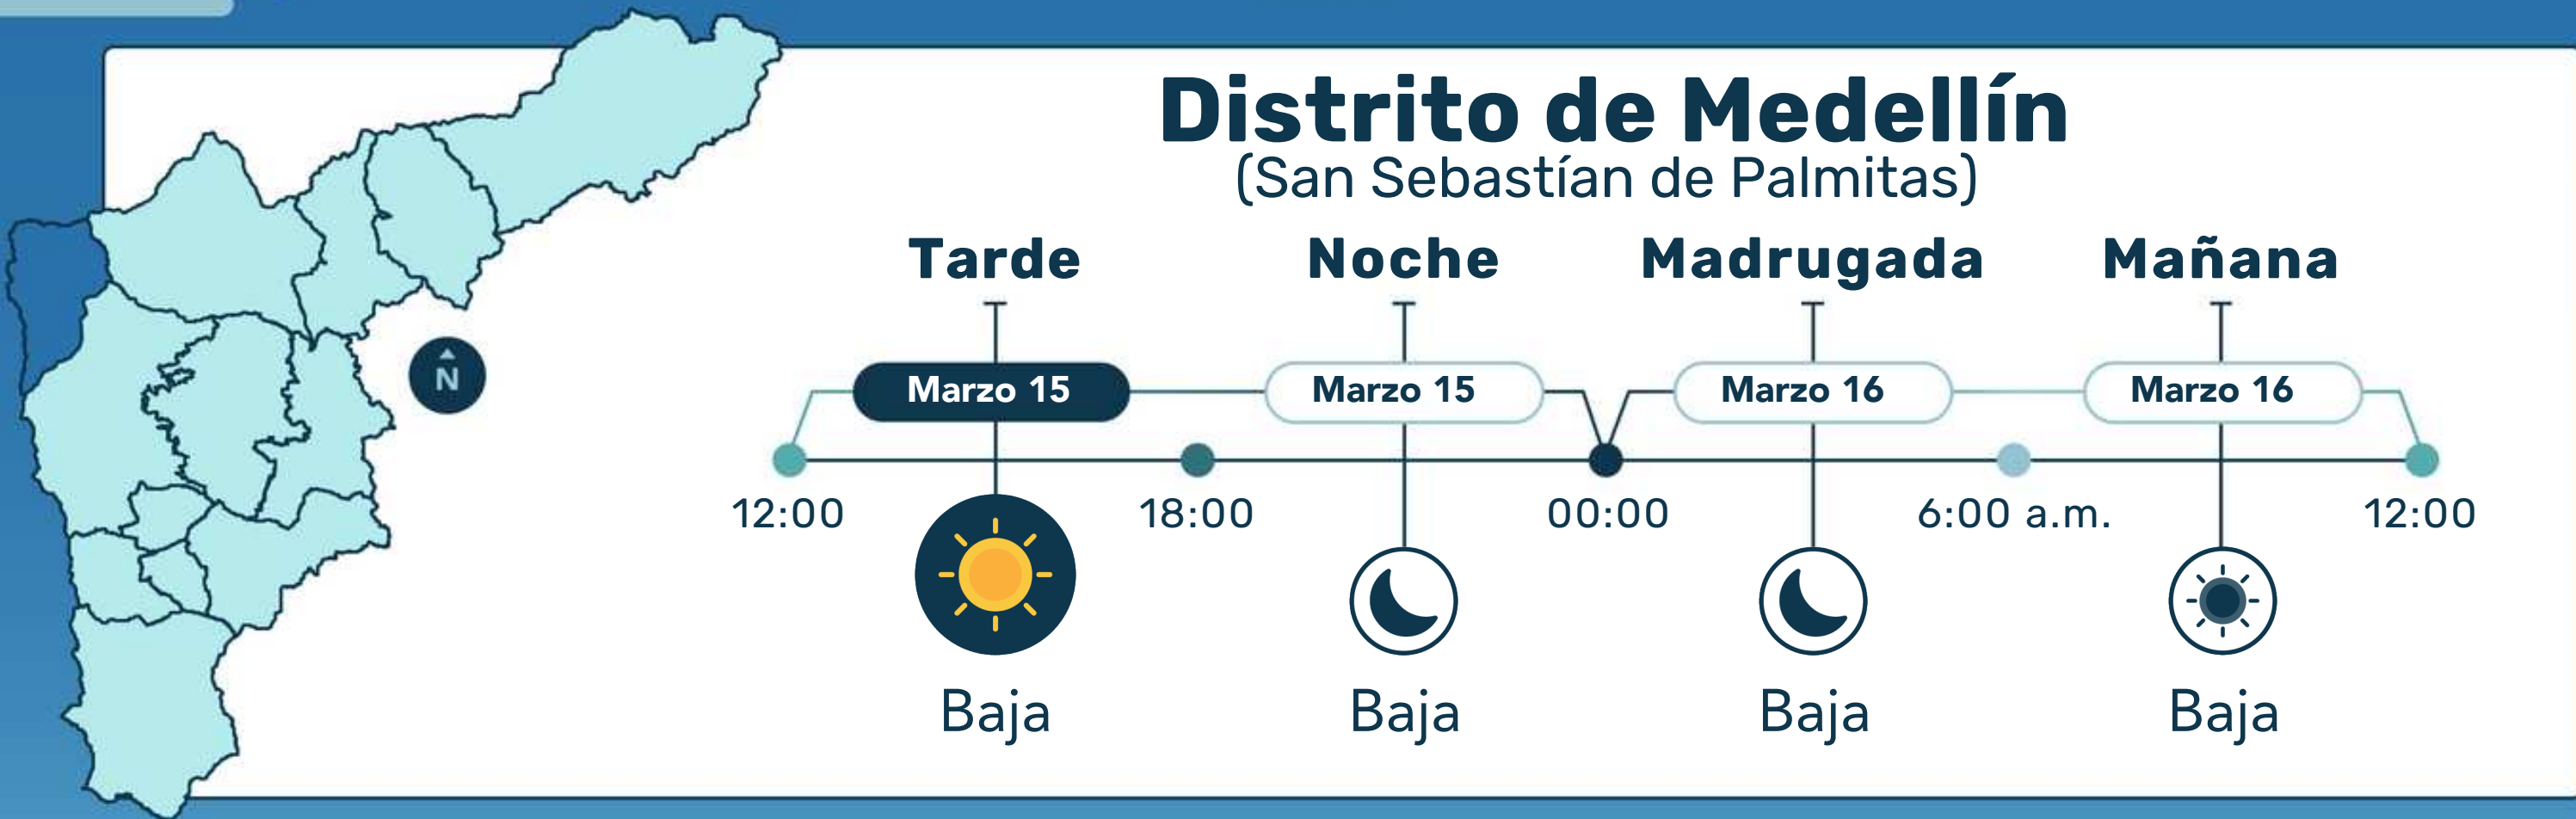 Distrito de Medellín
(San Sebastían de Palmitas)
Tarde Noche Madrugada Mañana
Marzo 15 Marzo 15 Marzo 16 Marzo 16
N
12:00 18:00 00:00 6:00 a.m. 12:00
Baja Baja Baja Baja